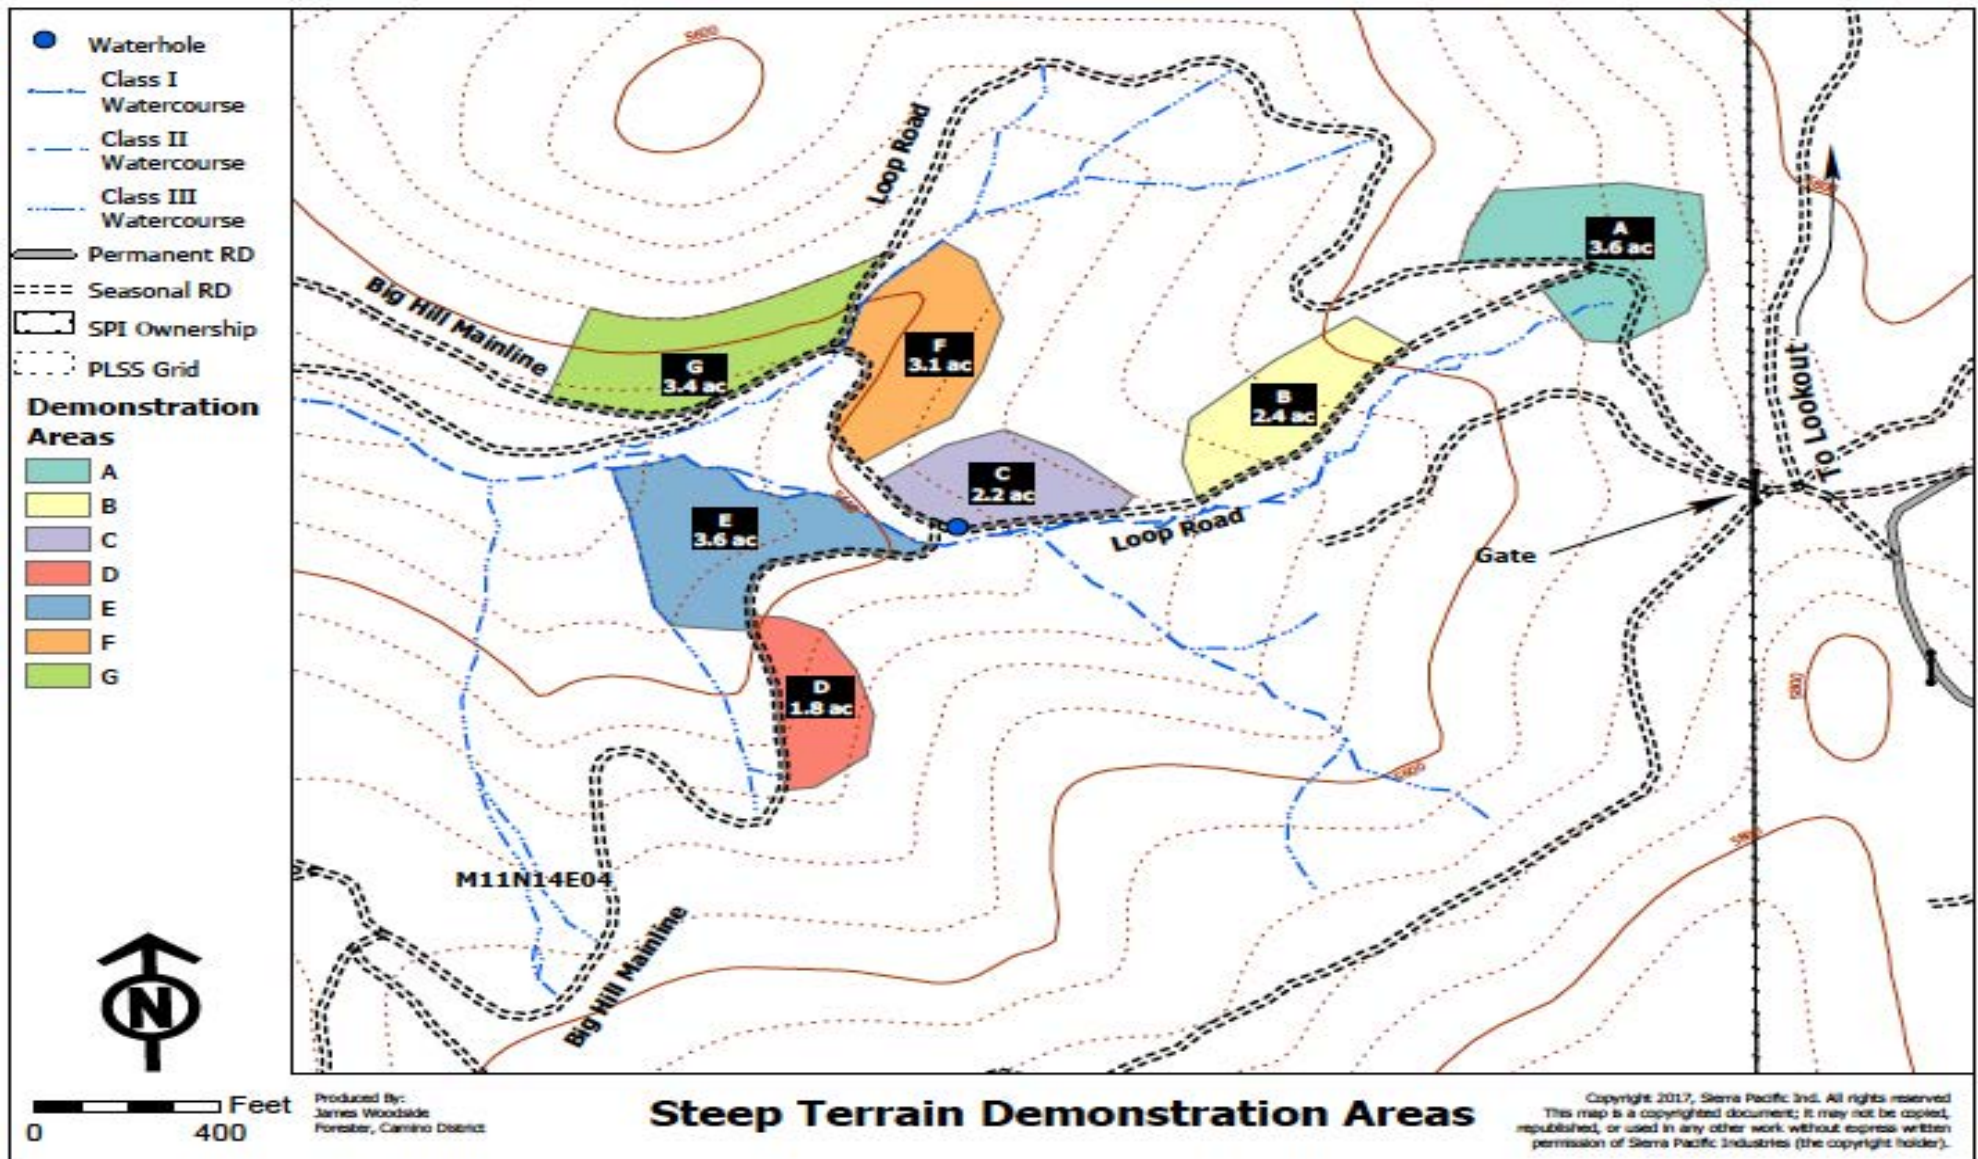 Waterhole
Class I
Watercourse
Class II
Watercourse
Class III
Watercourse
Permanent RD
Seasonal RD
SPI Ownership
PLSS Grid
Demonstration
Areas
A
B
C
D
E
F
G
N
Feet
0 400
5600
Loop Road
Big Hill Mainline
G
3.4 ac
F
3.1 ac
A
3.6 ac
B
2.4 ac
C
2.2 ac
E
3.6 ac
D
1.8 ac
Loop Road
Gate
To Lookout
M11N14E04
Big Hill Mainline
Produced By:
James Woodside
Forester, Camino District
Steep Terrain Demonstration Areas
Copyright 2017, Sierra Pacific Ind. All rights reserved
This map is a copyrighted document; it may not be copied,
republished, or used in any other work without express written
permission of Sierra Pacific Industries (the copyright holder).